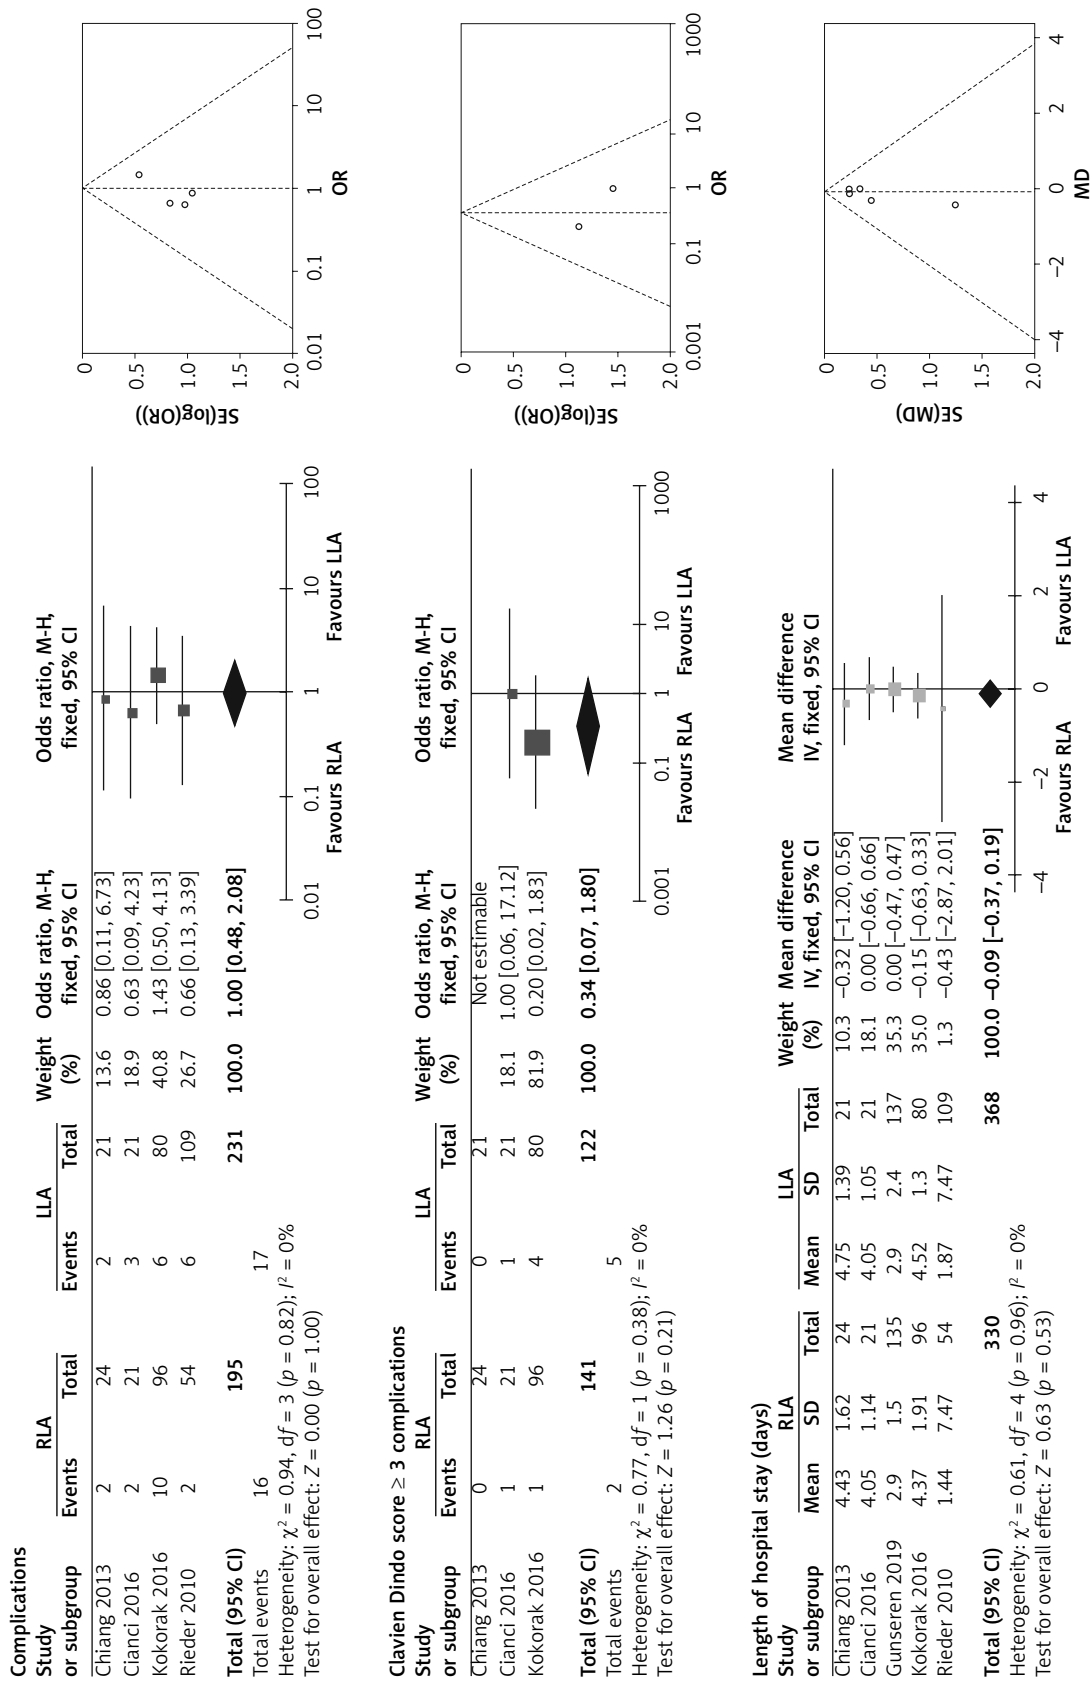 Complications
Study RLA LLA Weight Odds ratio, M-H, Odds ratio, M-H,
or subgroup Events Total Events Total (%) fixed, 95% CI fixed, 95% CI
Chiang 2013 2 24 2 21 13.6 0.86 [0.11, 6.73]
Cianci 2016 2 21 3 21 18.9 0.63 [0.09, 4.23]
Kokorak 2016 10 96 6 80 40.8 1.43 [0.50, 4.13]
Rieder 2010 2 54 6 109 26.7 0.66 [0.13, 3.39]
Total (95% CI) 195 231 100.0 1.00 [0.48, 2.08]
Total events 16 17
Heterogeneity: χ² = 0.94, df = 3 (p = 0.82); I² = 0%
Test for overall effect: Z = 0.00 (p = 1.00)
0.01 0.1 1 10 100
Favours RLA Favours LLA
SE(log(OR))
0
0.5
1.0
1.5
2.0
0.01 0.1 1 10 100
OR
Clavien Dindo score ≥ 3 complications
Study RLA LLA Weight Odds ratio, M-H, Odds ratio, M-H,
or subgroup Events Total Events Total (%) fixed, 95% CI fixed, 95% CI
Chiang 2013 0 24 0 21 Not estimable
Cianci 2016 1 21 1 21 18.1 1.00 [0.06, 17.12]
Kokorak 2016 1 96 4 80 81.9 0.20 [0.02, 1.83]
Total (95% CI) 141 122 100.0 0.34 [0.07, 1.80]
Total events 2 5
Heterogeneity: χ² = 0.77, df = 1 (p = 0.38); I² = 0%
Test for overall effect: Z = 1.26 (p = 0.21)
0.001 0.1 1 10 1000
Favours RLA Favours LLA
SE(log(OR))
0
0.5
1.0
1.5
2.0
0.001 0.1 1 10 1000
OR
Length of hospital stay (days)
Study RLA LLA Weight Mean difference Mean difference
or subgroup Mean SD Total Mean SD Total (%) IV, fixed, 95% CI IV, fixed, 95% CI
Chiang 2013 4.43 1.62 24 4.75 1.39 21 10.3 −0.32 [−1.20, 0.56]
Cianci 2016 4.05 1.14 21 4.05 1.05 21 18.1 0.00 [−0.66, 0.66]
Gunseren 2019 2.9 1.5 135 2.9 2.4 137 35.3 0.00 [−0.47, 0.47]
Kokorak 2016 4.37 1.91 96 4.52 1.3 80 35.0 −0.15 [−0.63, 0.33]
Rieder 2010 1.44 7.47 54 1.87 7.47 109 1.3 −0.43 [−2.87, 2.01]
Total (95% CI) 330 368 100.0 −0.09 [−0.37, 0.19]
Heterogeneity: χ² = 0.61, df = 4 (p = 0.96); I² = 0%
Test for overall effect: Z = 0.63 (p = 0.53)
−4 −2 0 2 4
Favours RLA Favours LLA
SE(MD)
0
0.5
1.0
1.5
2.0
−4 −2 0 2 4
MD